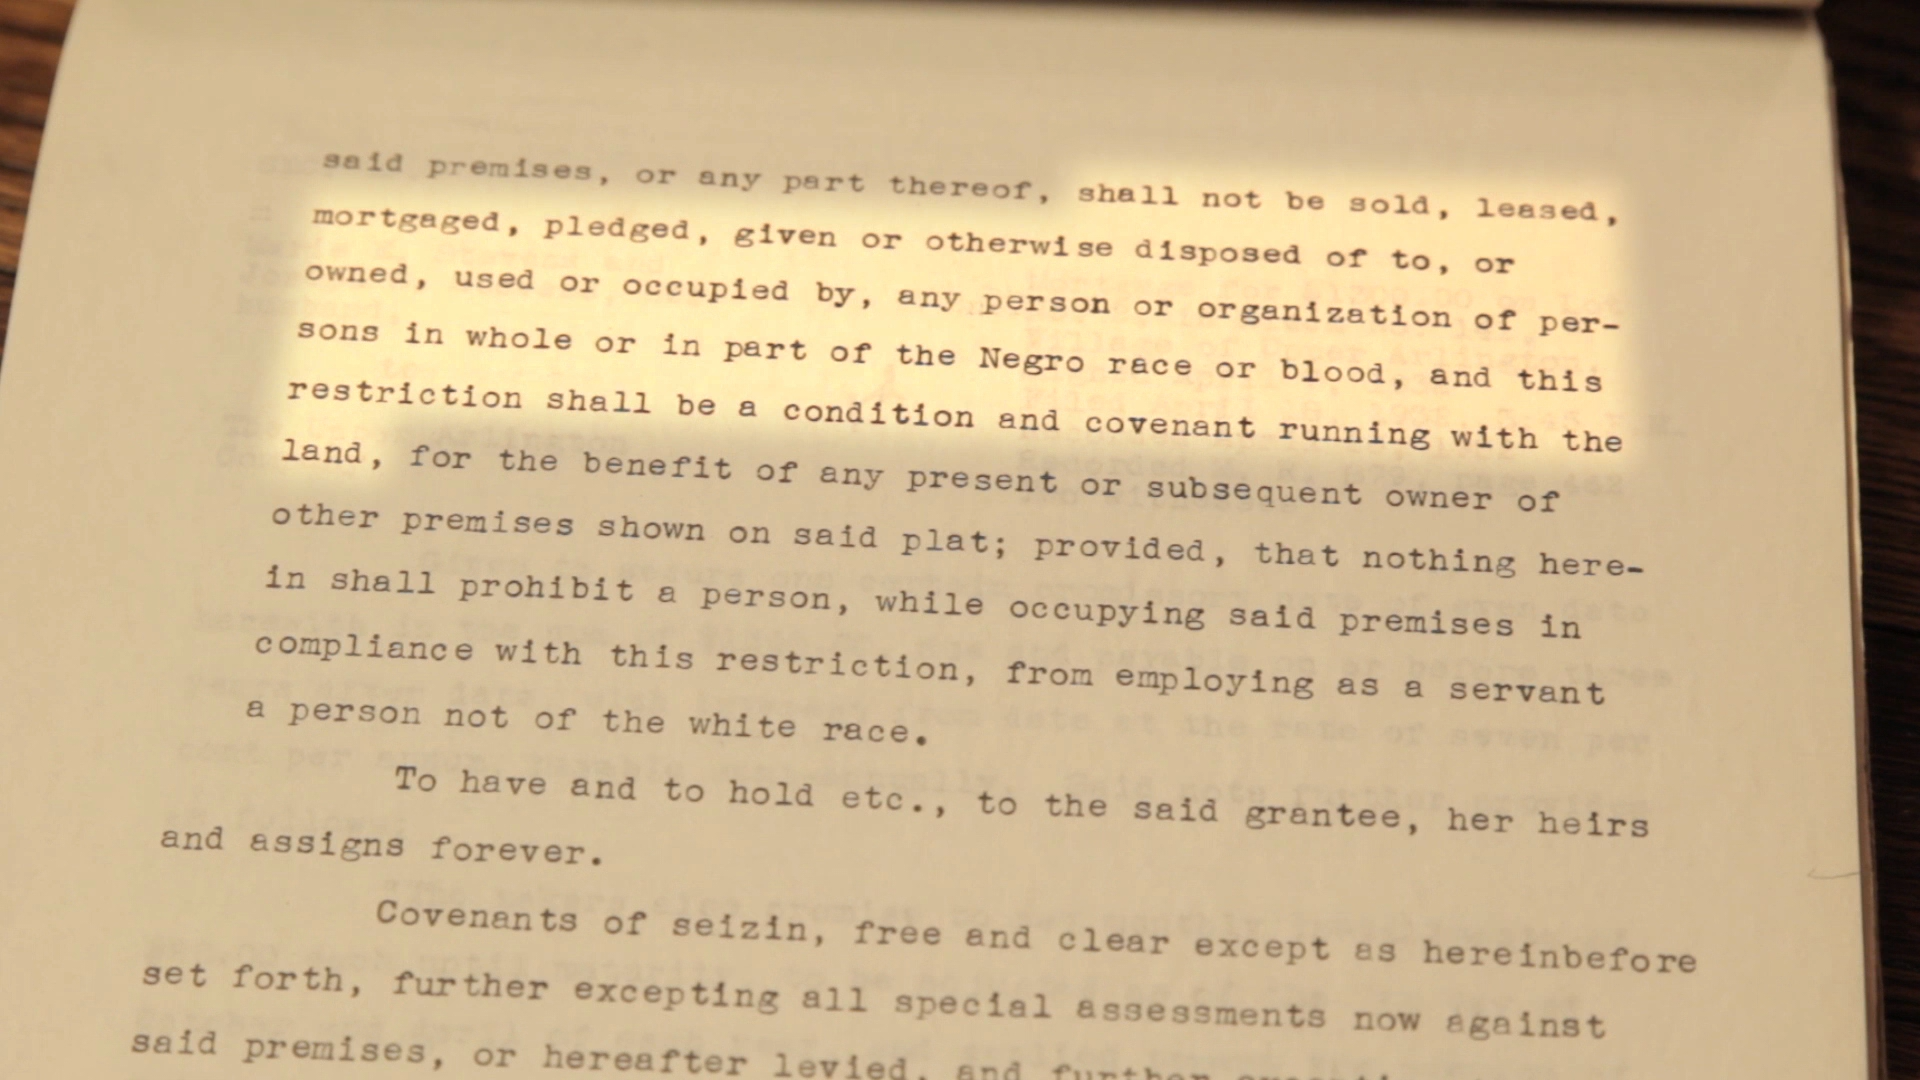 said premises, or any part thereof, shall not be sold, leased,
mortgaged, pledged, given or otherwise disposed of to, or
owned, used or occupied by, any person or organization of per-
sons in whole or in part of the Negro race or blood, and this
restriction shall be a condition and covenant running with the
land, for the benefit of any present or subsequent owner of
other premises shown on said plat; provided, that nothing here-
in shall prohibit a person, while occupying said premises in
compliance with this restriction, from employing as a servant
a person not of the white race.
To have and to hold etc., to the said grantee, her heirs
and assigns forever.
Covenants of seizin, free and clear except as hereinbefore
set forth, further excepting all special assessments now against
said premises, or hereafter levied, and further